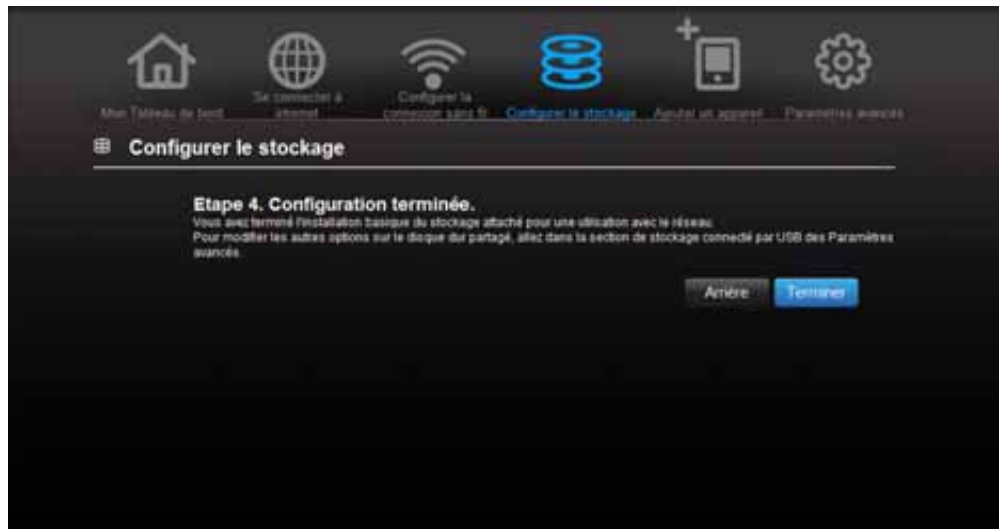 Mon Tableau de bord
Se connecter à
internet
Configurer la
connexion sans fil
Configurer le stockage
Ajouter un appareil
Paramètres avancés
Configurer le stockage
Etape 4. Configuration terminée.
Vous avez terminé l'installation basique du stockage attaché pour une utilisation avec le réseau.
Pour modifier les autres options sur le disque dur partagé, allez dans la section de stockage connecté par USB des Paramètres
avancés.
Arrière
Terminer